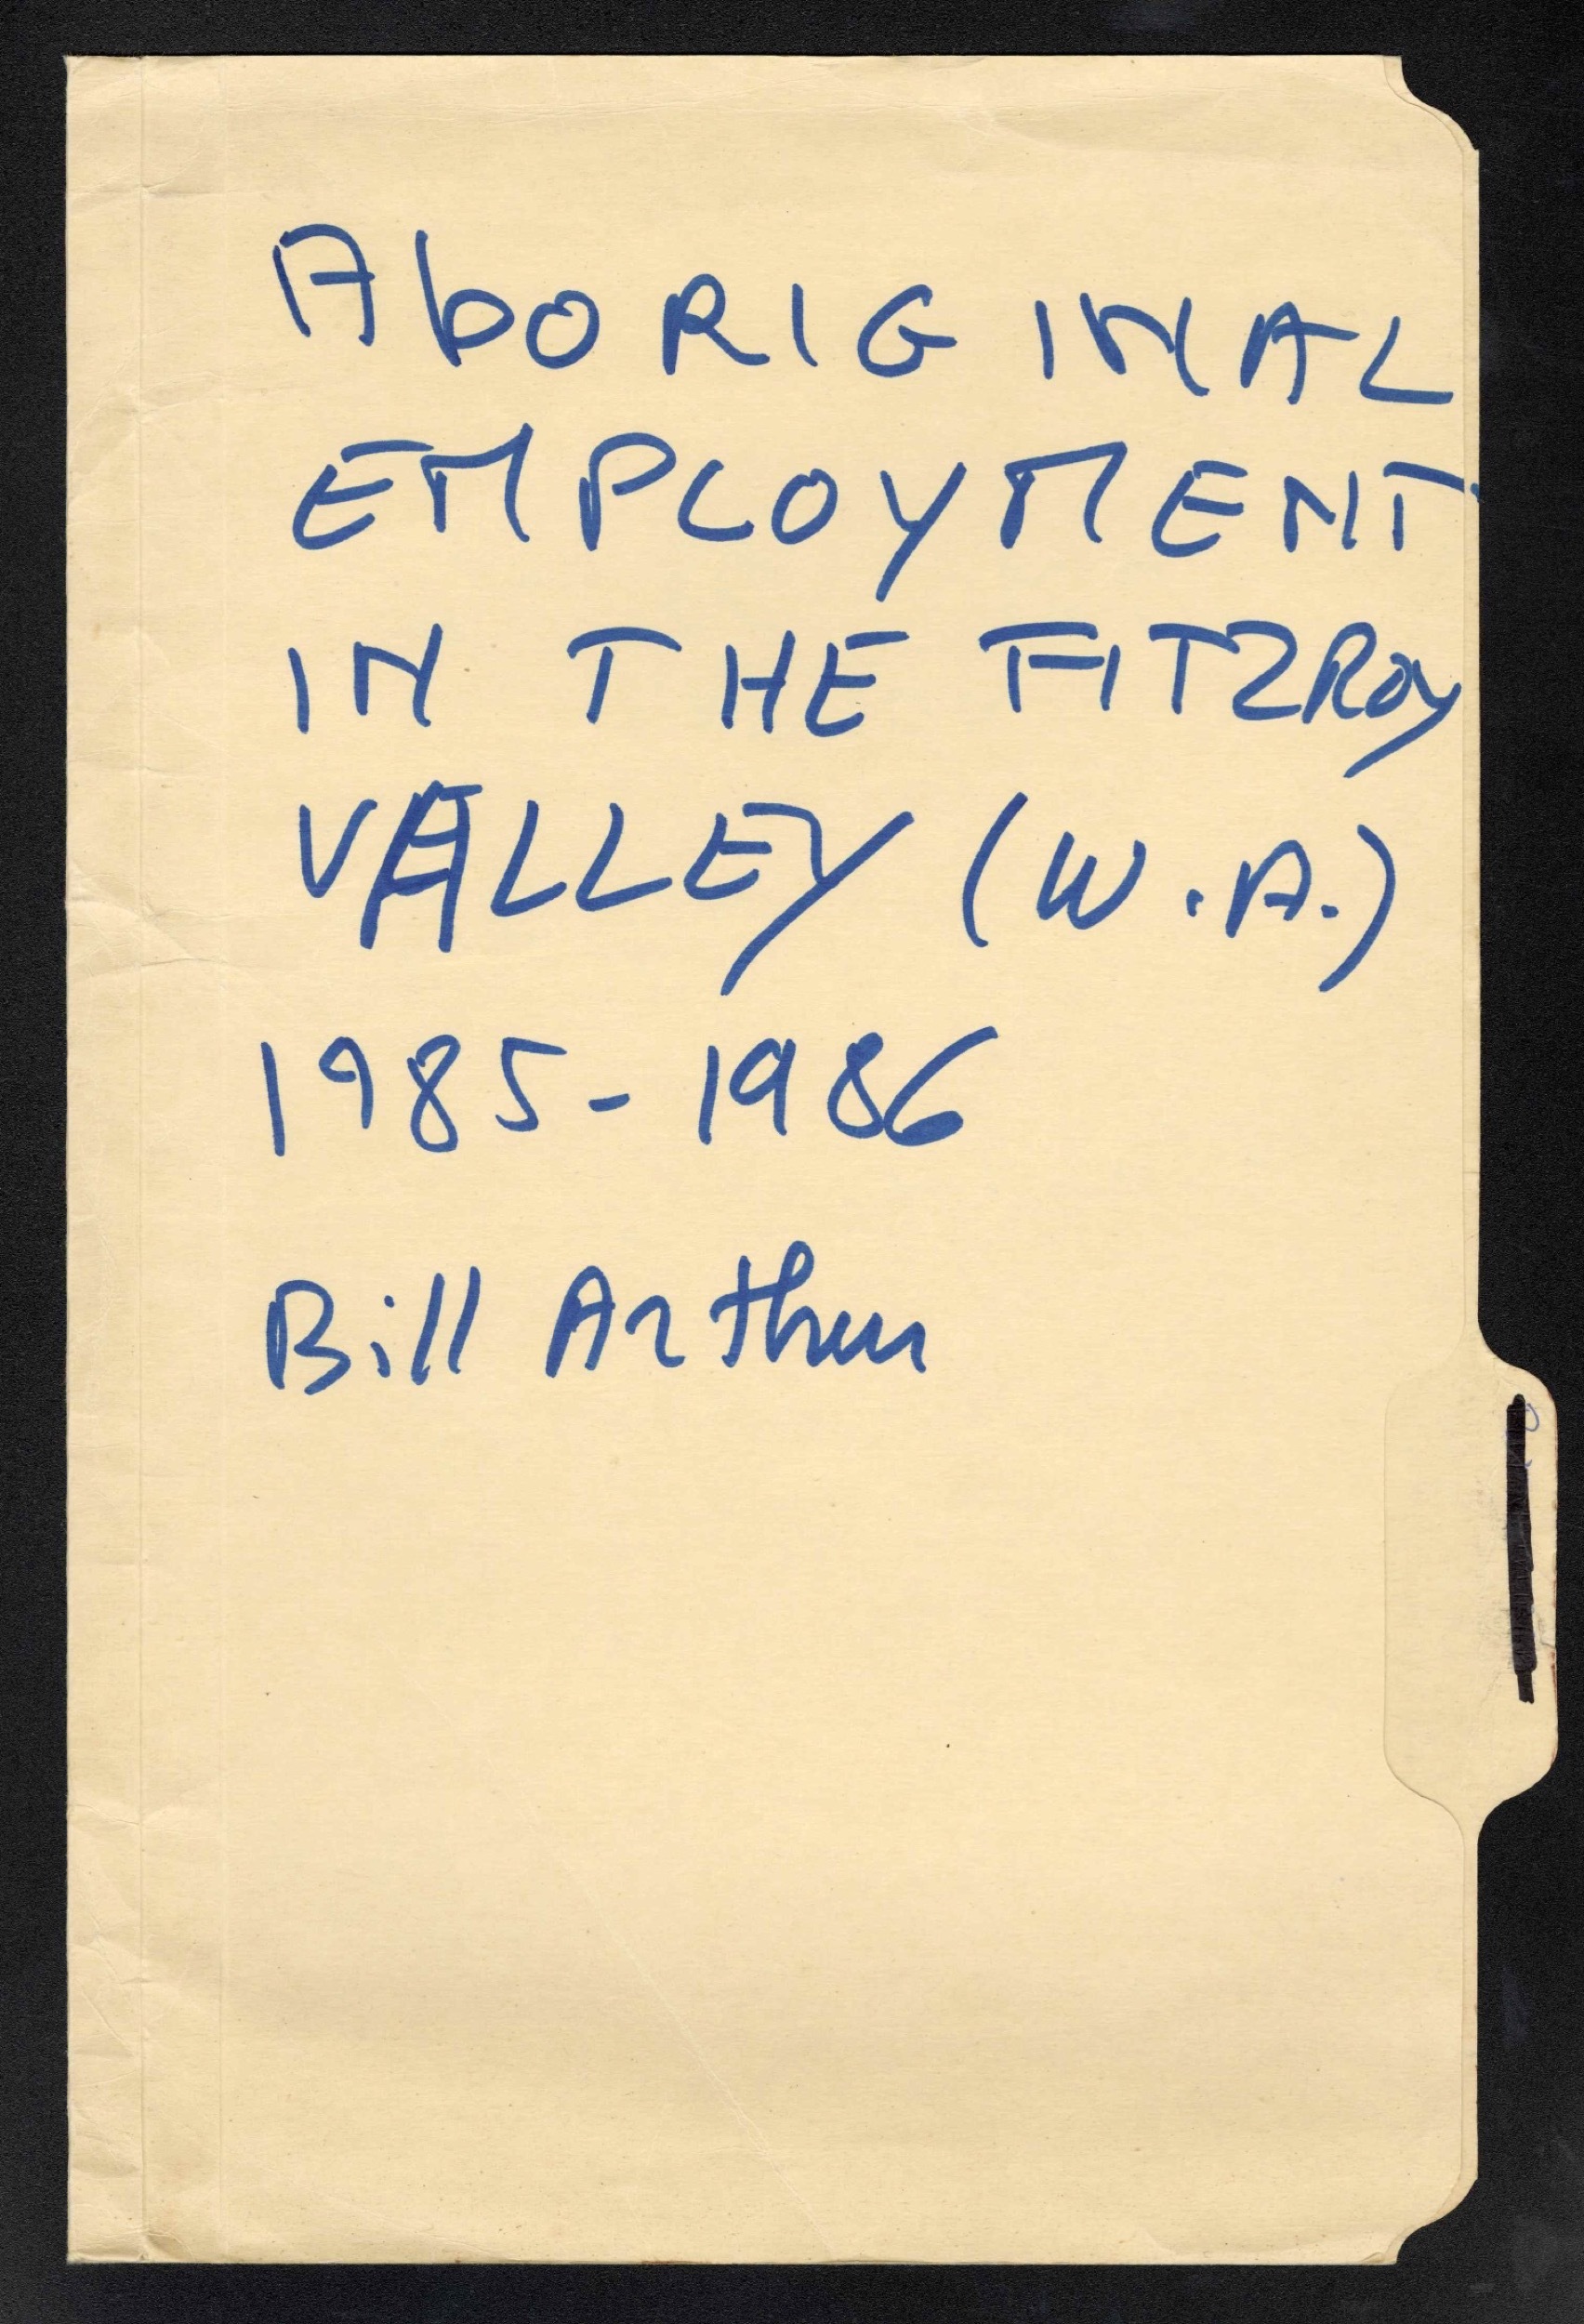 AbORIGINAL
EMPLOYMENT
IN THE FITZROY
VALLEY (W.A.)
1985-1986
Bill Arthur